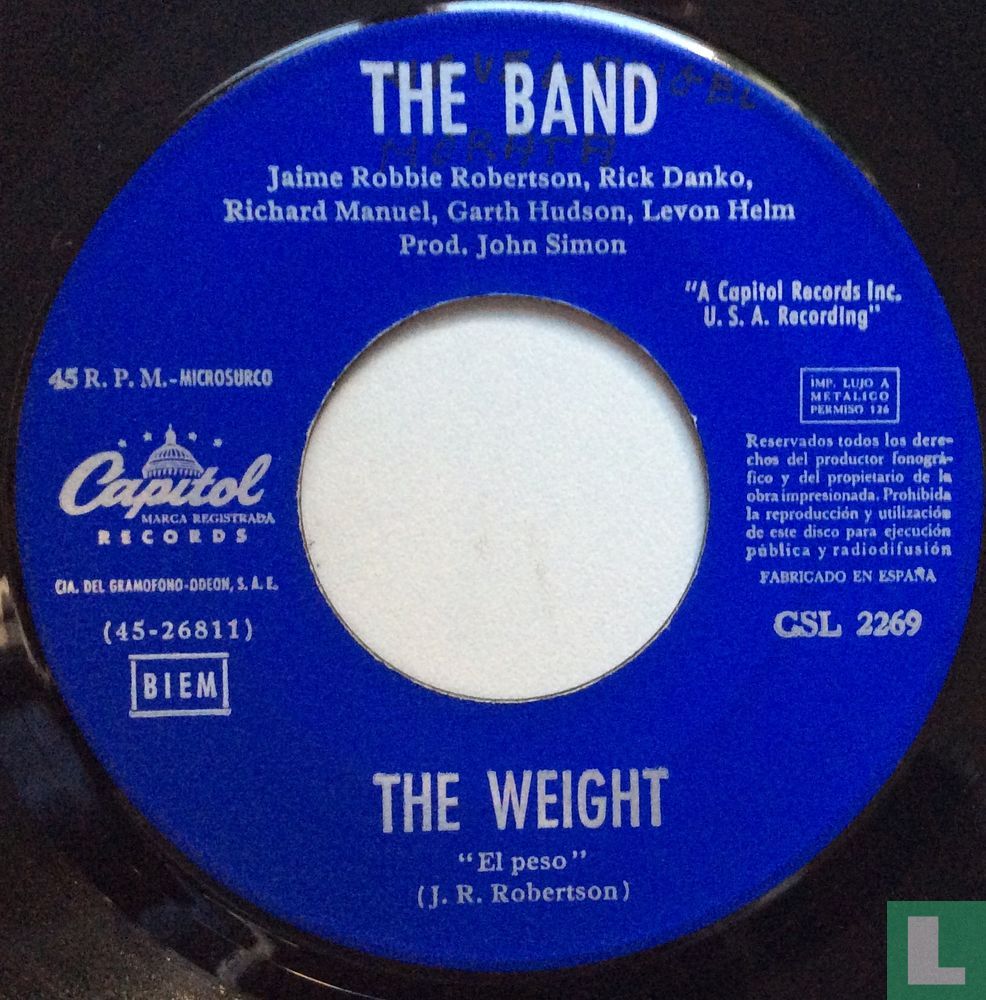 THE BAND
MORATA
Jaime Robbie Robertson, Rick Danko,
Richard Manuel, Garth Hudson, Levon Helm
Prod. John Simon
"A Capitol Records Inc.
U. S. A. Recording"
45 R. P. M.-MICROSURCO
IMP. LUJO A
METALICO
PERMISO 126
Capitol
MARCA REGISTRADA
RECORDS
Reservados todos los dere-
chos del productor fonográ-
fico y del propietario de la
obra impresionada. Prohibida
la reproducción y utilización
de este disco para ejecución
pública y radiodifusión
FABRICADO EN ESPAÑA
CIA. DEL GRAMOFONO-ODEON, S. A. E.
(45-26811)
BIEM
CSL 2269
THE WEIGHT
"El peso"
(J. R. Robertson)
L